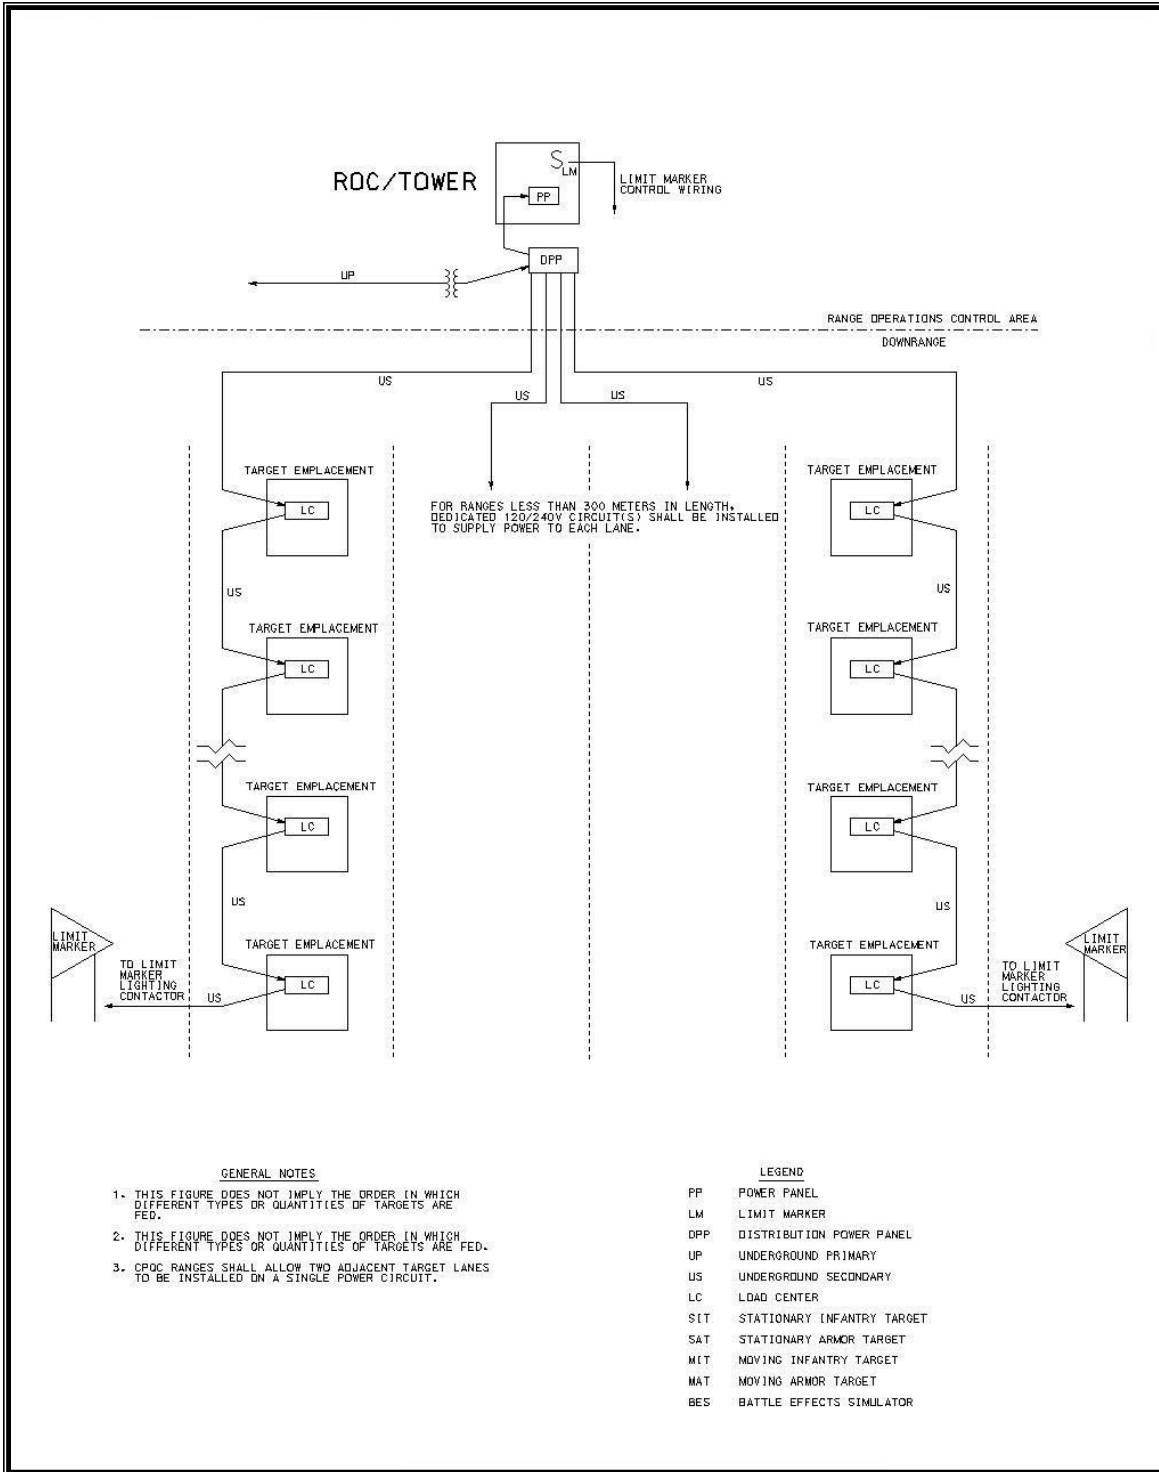 ROC/TOWER
S
LM
PP
LIMIT MARKER
CONTROL WIRING
DPP
UP
RANGE OPERATIONS CONTROL AREA
DOWNRANGE
US
US
US
US
TARGET EMPLACEMENT
LC
TARGET EMPLACEMENT
LC
FOR RANGES LESS THAN 300 METERS IN LENGTH,
DEDICATED 120/240V CIRCUIT(S) SHALL BE INSTALLED
TO SUPPLY POWER TO EACH LANE.
US
US
TARGET EMPLACEMENT
LC
TARGET EMPLACEMENT
LC
TARGET EMPLACEMENT
LC
TARGET EMPLACEMENT
LC
US
US
TARGET EMPLACEMENT
LC
TARGET EMPLACEMENT
LC
LIMIT
MARKER
TO LIMIT
MARKER
LIGHTING
CONTACTOR
US
US
TO LIMIT
MARKER
LIGHTING
CONTACTOR
LIMIT
MARKER
GENERAL NOTES
1. THIS FIGURE DOES NOT IMPLY THE ORDER IN WHICH
DIFFERENT TYPES OR QUANTITIES OF TARGETS ARE
FED.
2. THIS FIGURE DOES NOT IMPLY THE ORDER IN WHICH
DIFFERENT TYPES OR QUANTITIES OF TARGETS ARE FED.
3. CPQC RANGES SHALL ALLOW TWO ADJACENT TARGET LANES
TO BE INSTALLED ON A SINGLE POWER CIRCUIT.
LEGEND
PP POWER PANEL
LM LIMIT MARKER
DPP DISTRIBUTION POWER PANEL
UP UNDERGROUND PRIMARY
US UNDERGROUND SECONDARY
LC LOAD CENTER
SIT STATIONARY INFANTRY TARGET
SAT STATIONARY ARMOR TARGET
MIT MOVING INFANTRY TARGET
MAT MOVING ARMOR TARGET
BES BATTLE EFFECTS SIMULATOR